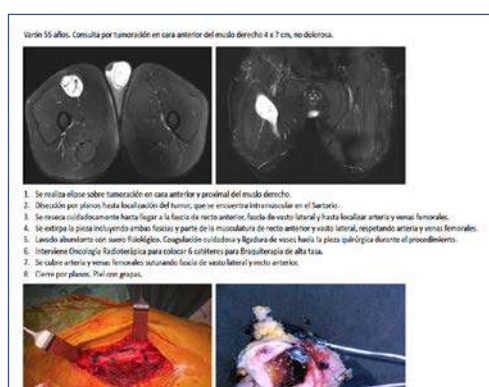 Varón 55 años. Consulta por tumoración en cara anterior del muslo derecho 4 x 7 cm, no dolorosa.
1. Se realiza elipse sobre tumoración en cara anterior y proximal del muslo derecho.
2. Disección por planos hasta localización del tumor, que se encuentra intramuscular en el Sartorio.
3. Se reseca cuidadosamente hasta llegar a la fascia de recto anterior, fascia de vasto lateral y hasta localizar arteria y venas femorales.
4. Se extirpa la pieza incluyendo ambas fascias y parte de la musculatura de recto anterior y vasto lateral, respetando arteria y venas femorales.
5. Lavado abundante con suero fisiológico. Coagulación cuidadosa y ligadura de vasos hacia la pieza quirúrgica durante el procedimiento.
6. Interviene Oncología Radioterápica para colocar 6 catéteres para Braquiterapia de alta tasa.
7. Se cubre arteria y venas femorales suturando fascia de vasto lateral y recto anterior.
8. Cierre por planos. Piel con grapas.